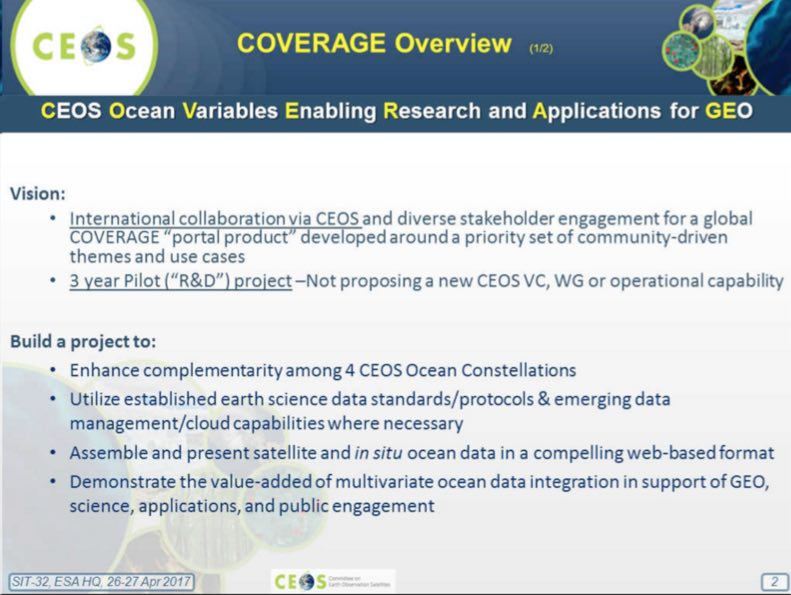 CEOS
COVERAGE Overview (1/2)
CEOS Ocean Variables Enabling Research and Applications for GEO
Vision:
• International collaboration via CEOS and diverse stakeholder engagement for a global
COVERAGE “portal product” developed around a priority set of community-driven
themes and use cases
• 3 year Pilot (“R&D”) project –Not proposing a new CEOS VC, WG or operational capability
Build a project to:
• Enhance complementarity among 4 CEOS Ocean Constellations
• Utilize established earth science data standards/protocols & emerging data
management/cloud capabilities where necessary
• Assemble and present satellite and in situ ocean data in a compelling web-based format
• Demonstrate the value-added of multivariate ocean data integration in support of GEO,
science, applications, and public engagement
SIT-32, ESA HQ, 26-27 Apr 2017
CEOS
Committee on
Earth Observation Satellites
2